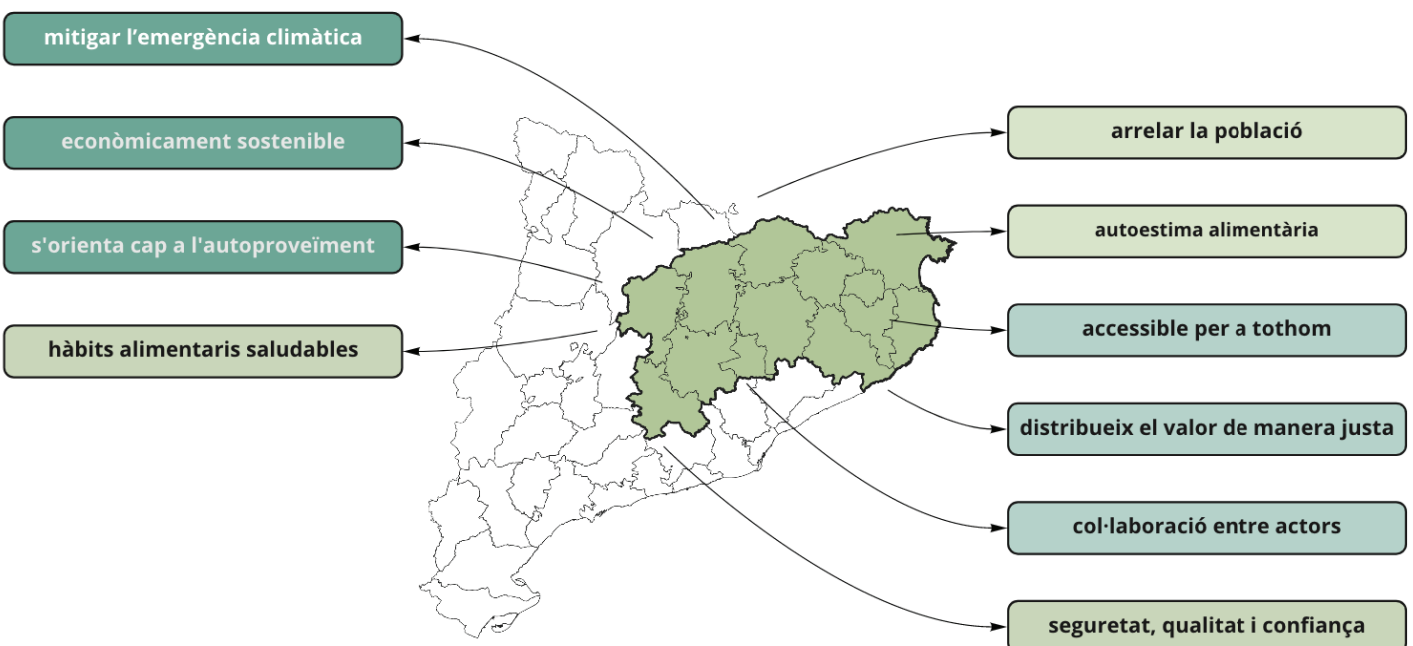 mitigar l’emergència climàtica
econòmicament sostenible
s'orienta cap a l'autoproveïment
hàbits alimentaris saludables
arrelar la població
autoestima alimentària
accessible per a tothom
distribueix el valor de manera justa
col·laboració entre actors
seguretat, qualitat i confiança